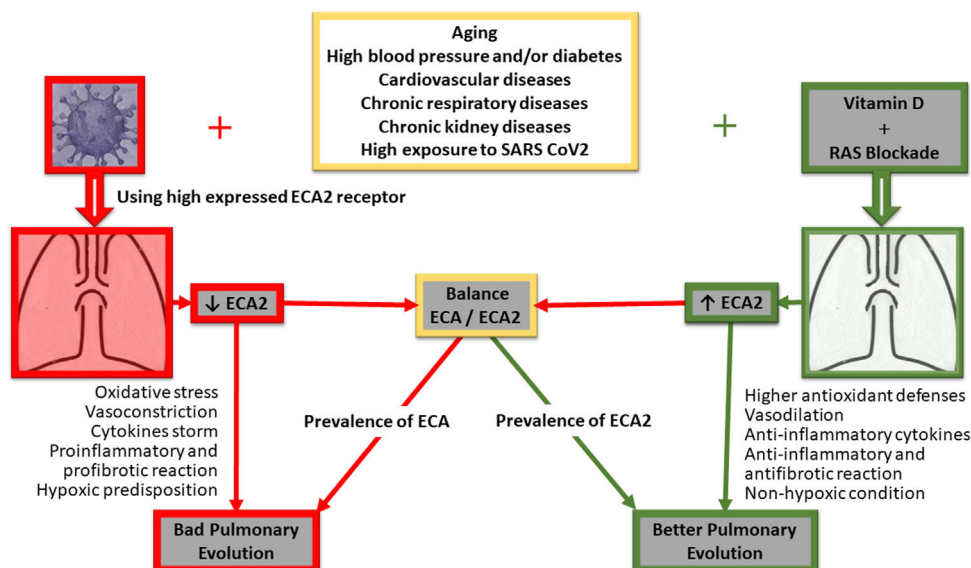 Aging
High blood pressure and/or diabetes
Cardiovascular diseases
Chronic respiratory diseases
Chronic kidney diseases
High exposure to SARS CoV2
+
+
Vitamin D
+
RAS Blockade
Using high expressed ECA2 receptor
↓ ECA2
Balance
ECA / ECA2
↑ ECA2
Oxidative stress
Vasoconstriction
Cytokines storm
Proinflammatory and
profibrotic reaction
Hypoxic predisposition
Prevalence of ECA
Prevalence of ECA2
Higher antioxidant defenses
Vasodilation
Anti-inflammatory cytokines
Anti-inflammatory and
antifibrotic reaction
Non-hypoxic condition
Bad Pulmonary
Evolution
Better Pulmonary
Evolution